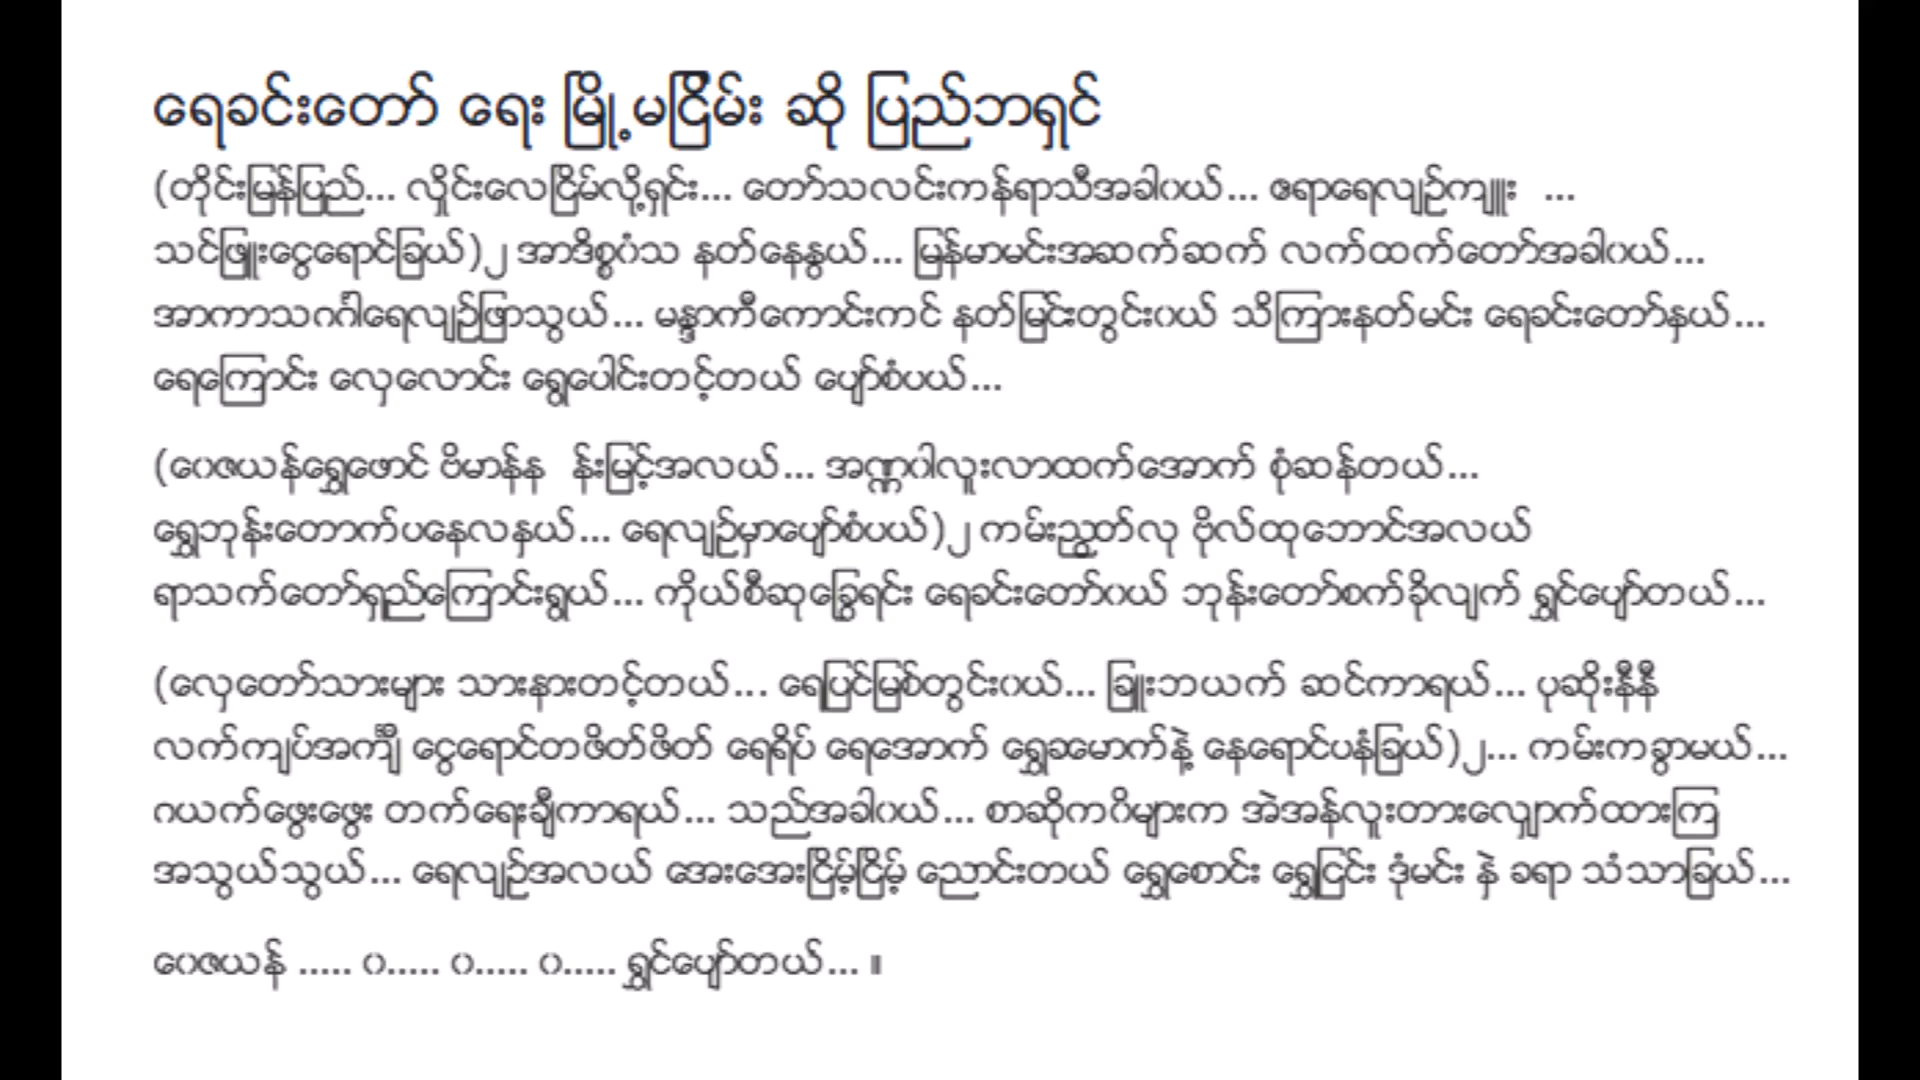 ရေခင်းတော် ရေး မြို့မငြိမ်း ဆို ပြည်ဘရှင်
(တိုင်းမြန်ပြည်... လှိုင်းလေငြိမ်လို့ရှင်း... တော်သလင်းကန်ရာသီအခါဝယ်... ဧရာရေလျဉ်ကျူး ...
သင်ဖြူးငွေရောင်ခြယ်)၂ အာဒိစ္စဝံသ နတ်နေနွယ်... မြန်မာမင်းအဆက်ဆက် လက်ထက်တော်အခါဝယ်...
အာကာသဂင်္ဂါရေလျဉ်ဖြာသွယ်... မန္ဒာကီကောင်းကင် နတ်မြင်းတွင်းဝယ် သိကြားနတ်မင်း ရေခင်းတော်နှယ်...
ရေကြောင်း လှေလောင်း ရွှေပေါင်းတင့်တယ် ပျော်စံပယ်...
(ဝေဇယန်ရွှေဖောင် ဗိမာန်န န်းမြင့်အလယ်... အဏ္ဏဝါလူးလာထက်အောက် စုံဆန်တယ်...
ရွှေဘုန်းတောက်ပနေလနှယ်... ရေလျဉ်မှာပျော်စံပယ်)၂ ကမ်းညွှတ်လု ဗိုလ်ထုဘောင်အလယ်
ရာသက်တော်ရှည်ကြောင်းရွယ်... ကိုယ်စီဆုခြွေရင်း ရေခင်းတော်ဝယ် ဘုန်းတော်စက်ခိုလျက် ရွှင်ပျော်တယ်...
(လှေတော်သားများ သားနားတင့်တယ်... ရေပြင်မြစ်တွင်းဝယ်... ခြူးဘယက် ဆင်ကာရယ်... ပုဆိုးနီနီ
လက်ကျပ်အင်္ကျီ ငွေရောင်တဖိတ်ဖိတ် ရေရိပ် ရေအောက် ရွှေခမောက်နဲ့ နေရောင်ပနံခြယ်)၂... ကမ်းကခွာမယ်...
ဂယက်ဖွေးဖွေး တက်ရေးချီကာရယ်... သည်အခါဝယ်... စာဆိုကဝိများက အဲအန်လူးတားလျှောက်ထားကြ
အသွယ်သွယ်... ရေလျဉ်အလယ် အေးအေးငြိမ့်ငြိမ့် ညောင်းတယ် ရွှေစောင်း ရွှေငြင်း ဒုံမင်း နဲ ခရာ သံသာခြယ်...
ဝေဇယန် ..... ၀..... ၀..... ၀..... ရွှင်ပျော်တယ်... ။